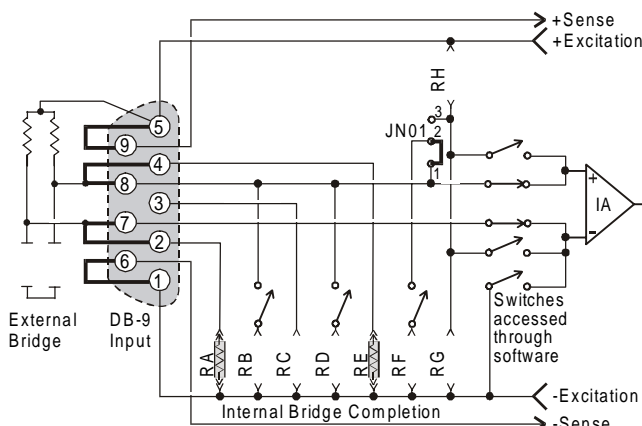 +Sense
+Excitation
RH
3
JN01
2
1
5
9
4
8
3
7
2
6
1
+
IA
-
External
Bridge
DB-9
Input
RA
RB
RC
RD
RE
RF
RG
Switches
accessed
through
software
Internal Bridge Completion
-Excitation
-Sense